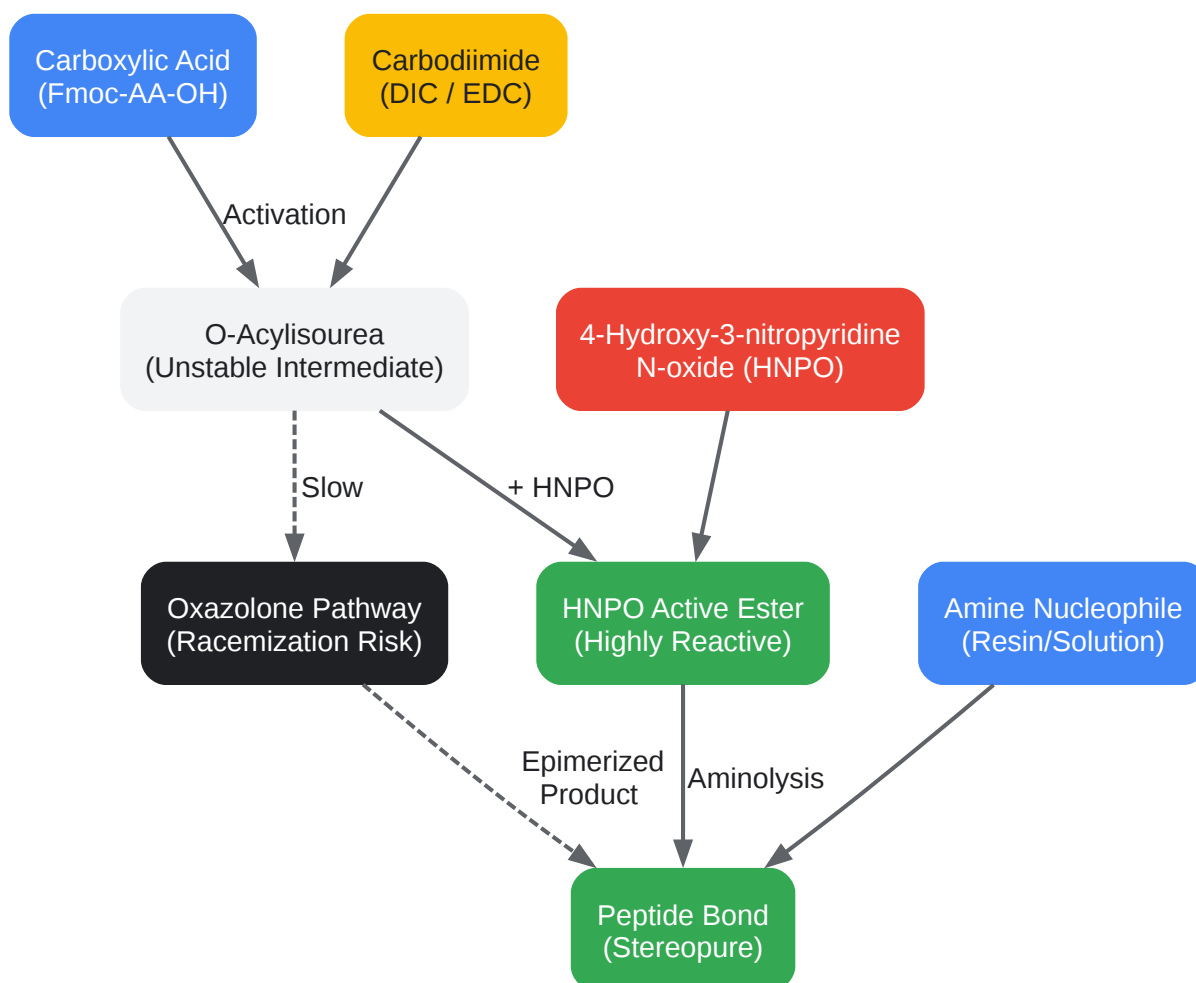 Carboxylic Acid
(Fmoc-AA-OH)
Carbodiimide
(DIC / EDC)
Activation
O-Acylisourea
(Unstable Intermediate)
4-Hydroxy-3-nitropyridine
N-oxide (HNPO)
Slow
+ HNPO
Oxazolone Pathway
(Racemization Risk)
HNPO Active Ester
(Highly Reactive)
Amine Nucleophile
(Resin/Solution)
Epimerized
Product
Aminolysis
Peptide Bond
(Stereopure)